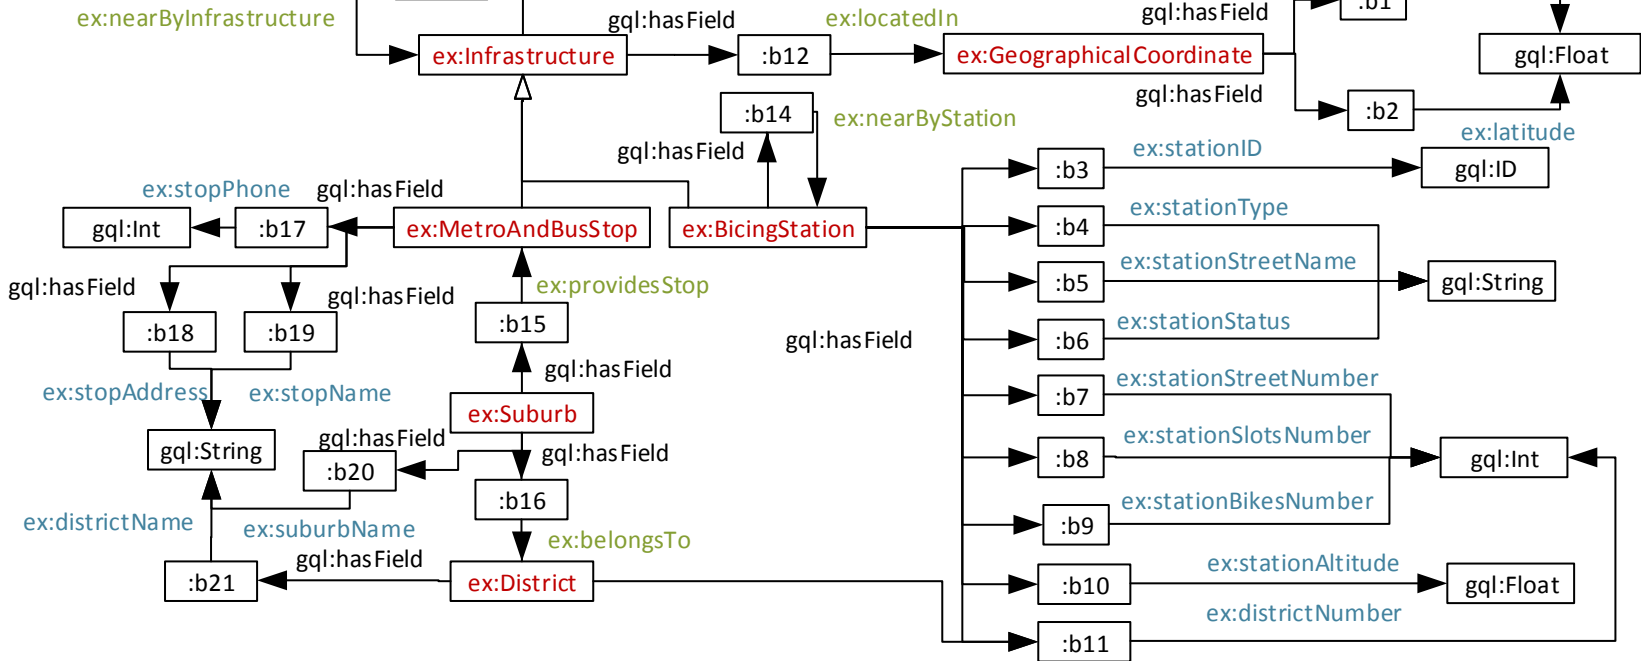 ex:nearByInfrastructure
gql:hasField
ex:locatedIn
gql:hasField
:b1
ex:Infrastructure
:b12
ex:GeographicalCoordinate
gql:Float
gql:hasField
:b2
:b14
ex:nearByStation
ex:latitude
gql:hasField
:b3
ex:stationID
gql:ID
ex:stopPhone
gql:hasField
gql:Int
:b17
ex:MetroAndBusStop
ex:BicingStation
:b4
ex:stationType
gql:hasField
gql:hasField
ex:providesStop
:b5
ex:stationStreetName
gql:String
:b18
:b19
:b15
gql:hasField
:b6
ex:stationStatus
ex:stopAddress
ex:stopName
gql:hasField
:b7
ex:stationStreetNumber
ex:Suburb
gql:String
gql:hasField
:b20
gql:hasField
:b8
ex:stationSlotsNumber
gql:Int
:b16
ex:districtName
ex:suburbName
ex:belongsTo
:b9
ex:stationBikesNumber
gql:hasField
:b21
ex:District
:b10
ex:stationAltitude
gql:Float
:b11
ex:districtNumber